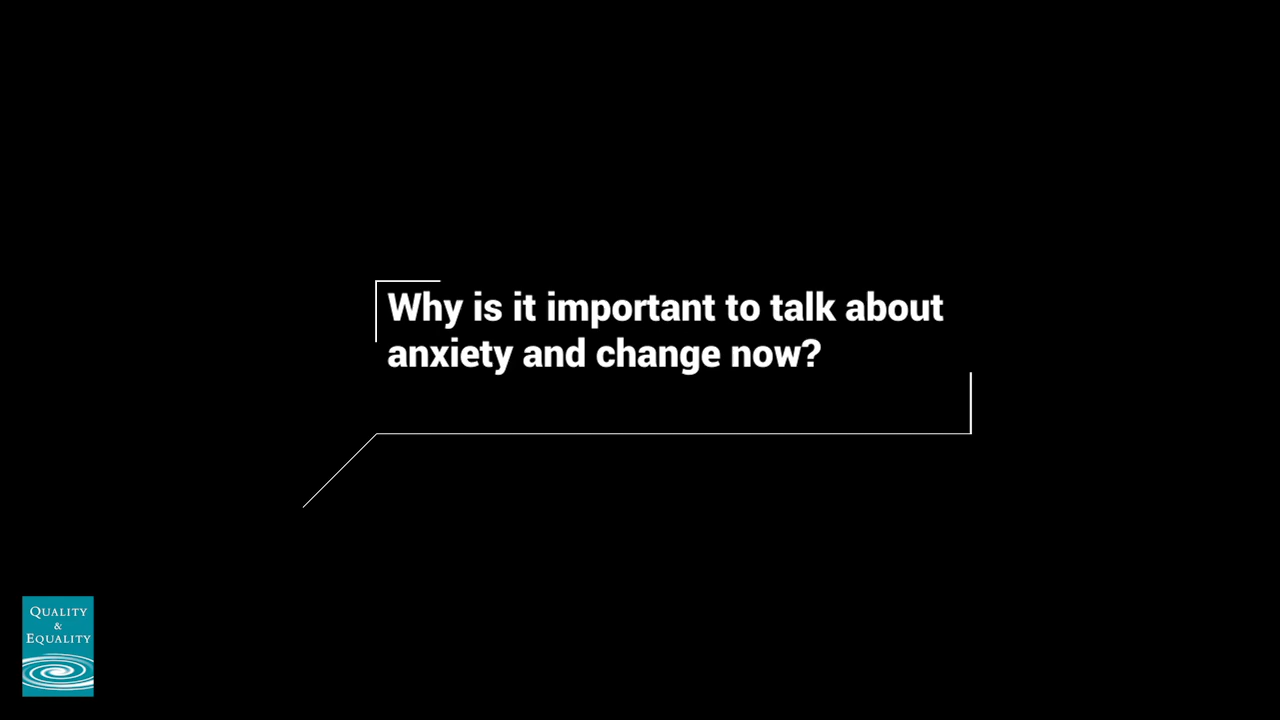 Why is it important to talk about
anxiety and change now?
QUALITY
&
EQUALITY